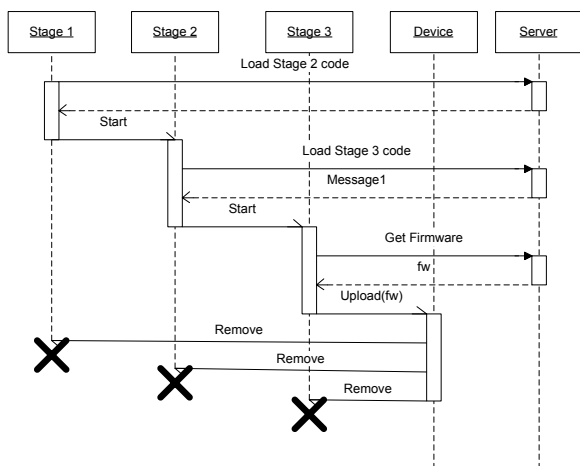 Stage 1
Stage 2
Stage 3
Device
Server
Load Stage 2 code
Start
Load Stage 3 code
Message1
Start
Get Firmware
fw
Upload(fw)
Remove
Remove
Remove